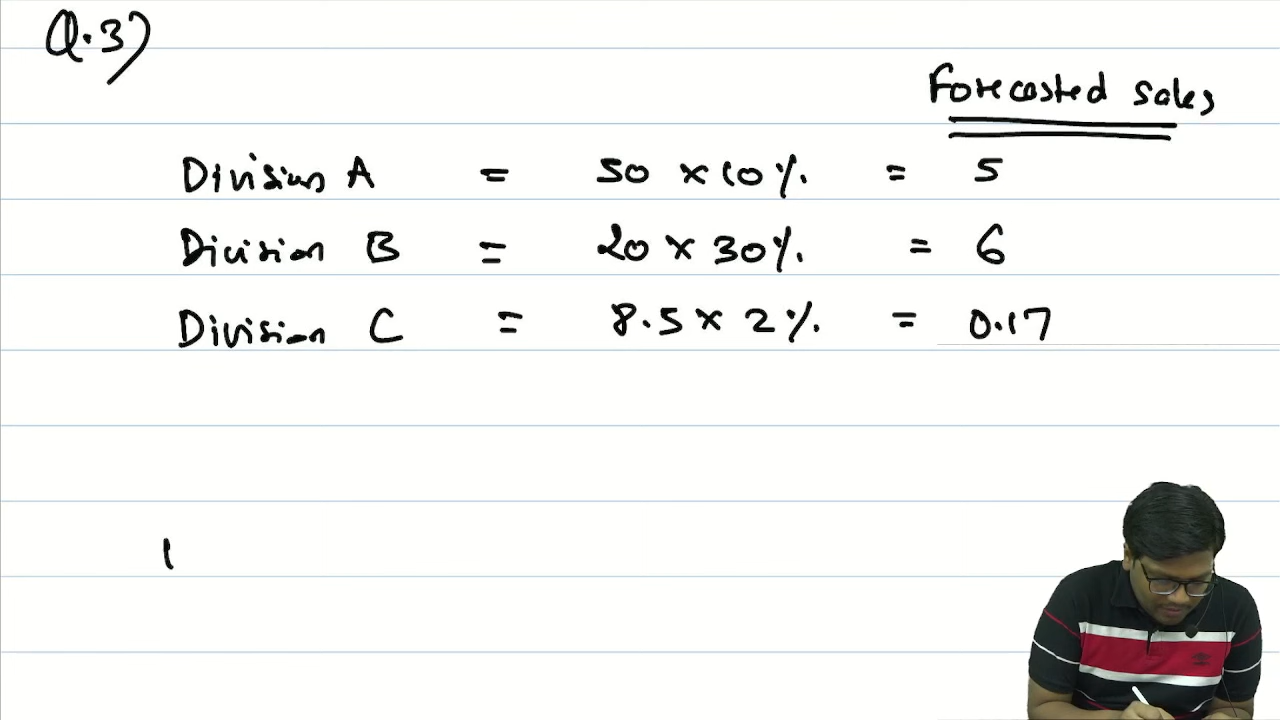 Q.3)
Forecasted sales
Division A = 50 × 10% = 5
Division B = 20 × 30% = 6
Division C = 8.5 × 2% = 0.17